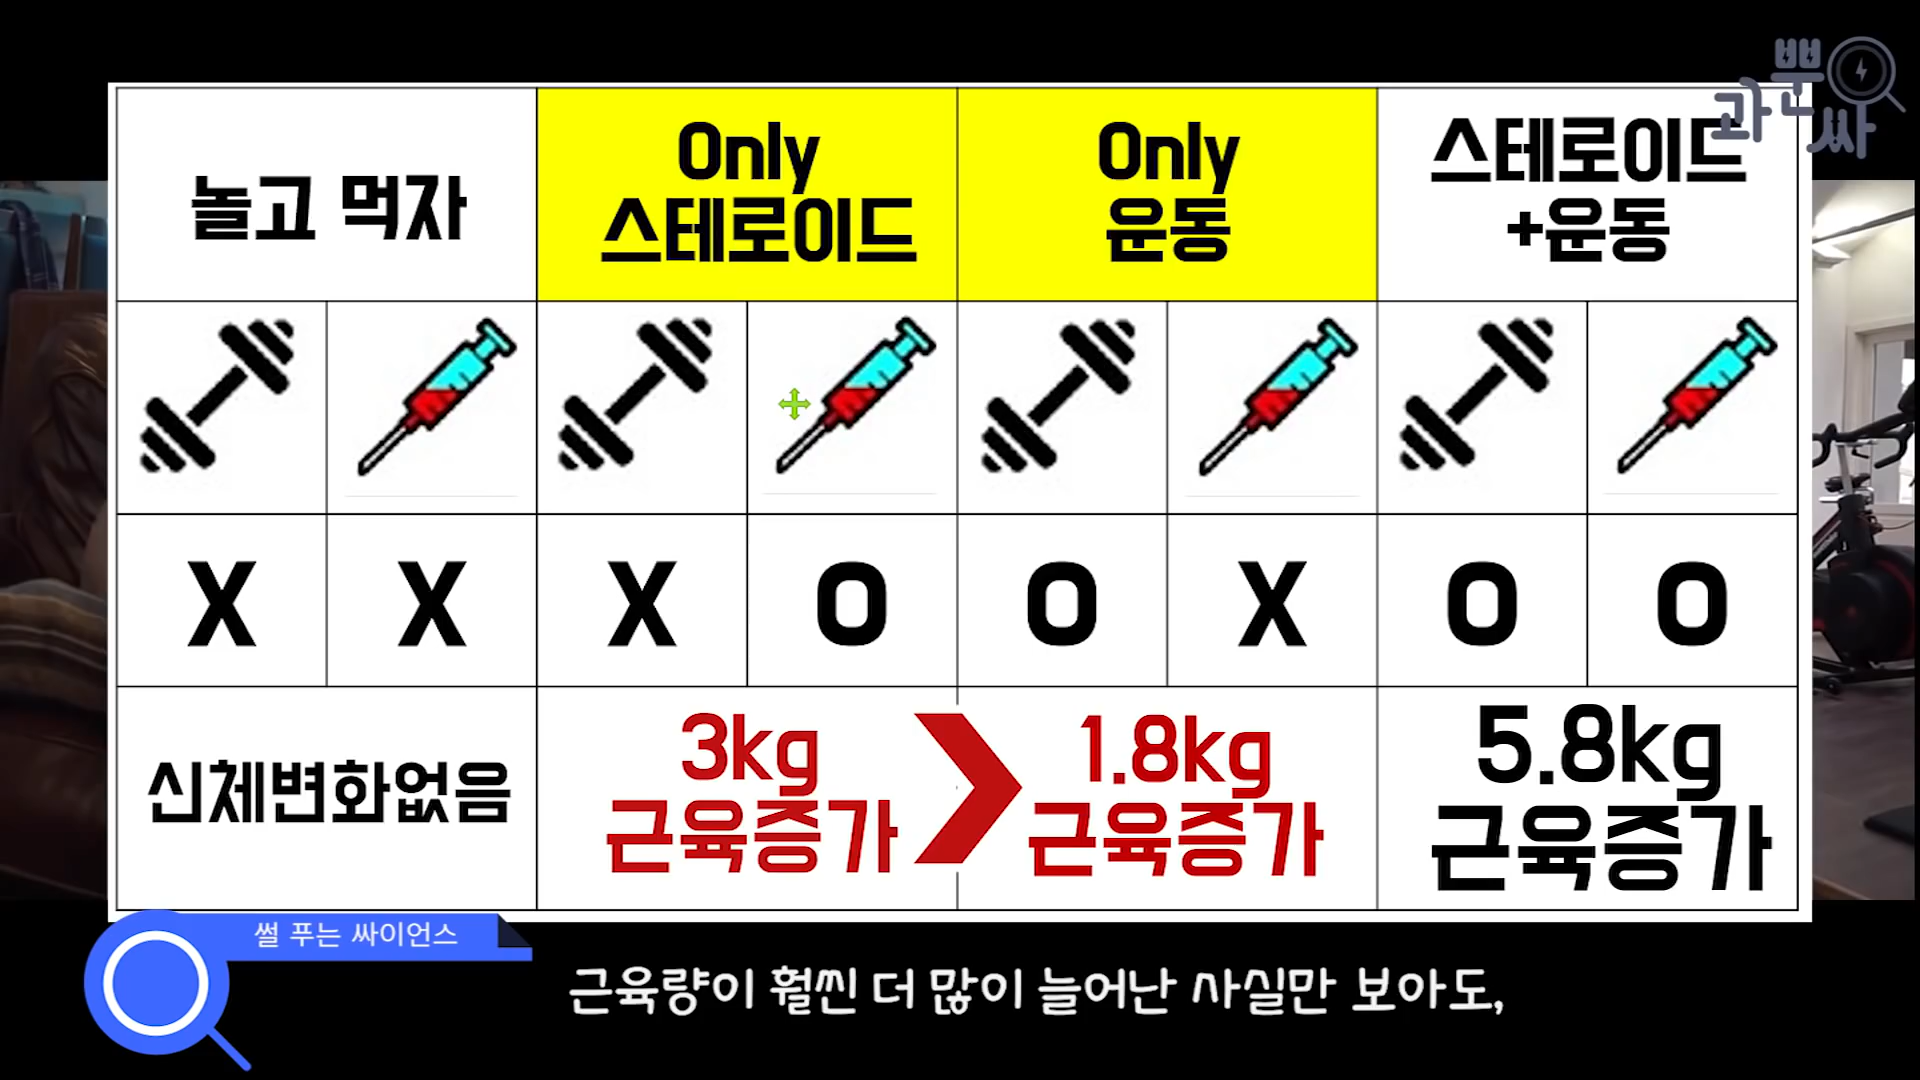 과뿐싸
놀고 먹자
Only
스테로이드
Only
운동
스테로이드
+운동
X X X O O X O O
신체변화없음
3kg
근육증가
1.8kg
근육증가
5.8kg
근육증가
썰 푸는 싸이언스
근육량이 훨씬 더 많이 늘어난 사실만 보아도,